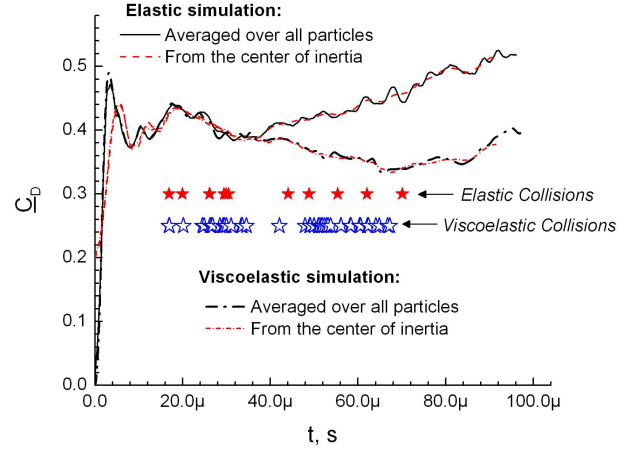 Elastic simulation:
Averaged over all particles
From the center of inertia
0.5
0.4
0.3
0.2
0.1
0.0
C_D
Elastic Collisions
Viscoelastic Collisions
Viscoelastic simulation:
Averaged over all particles
From the center of inertia
0.0 20.0µ 40.0µ 60.0µ 80.0µ 100.0µ
t, s